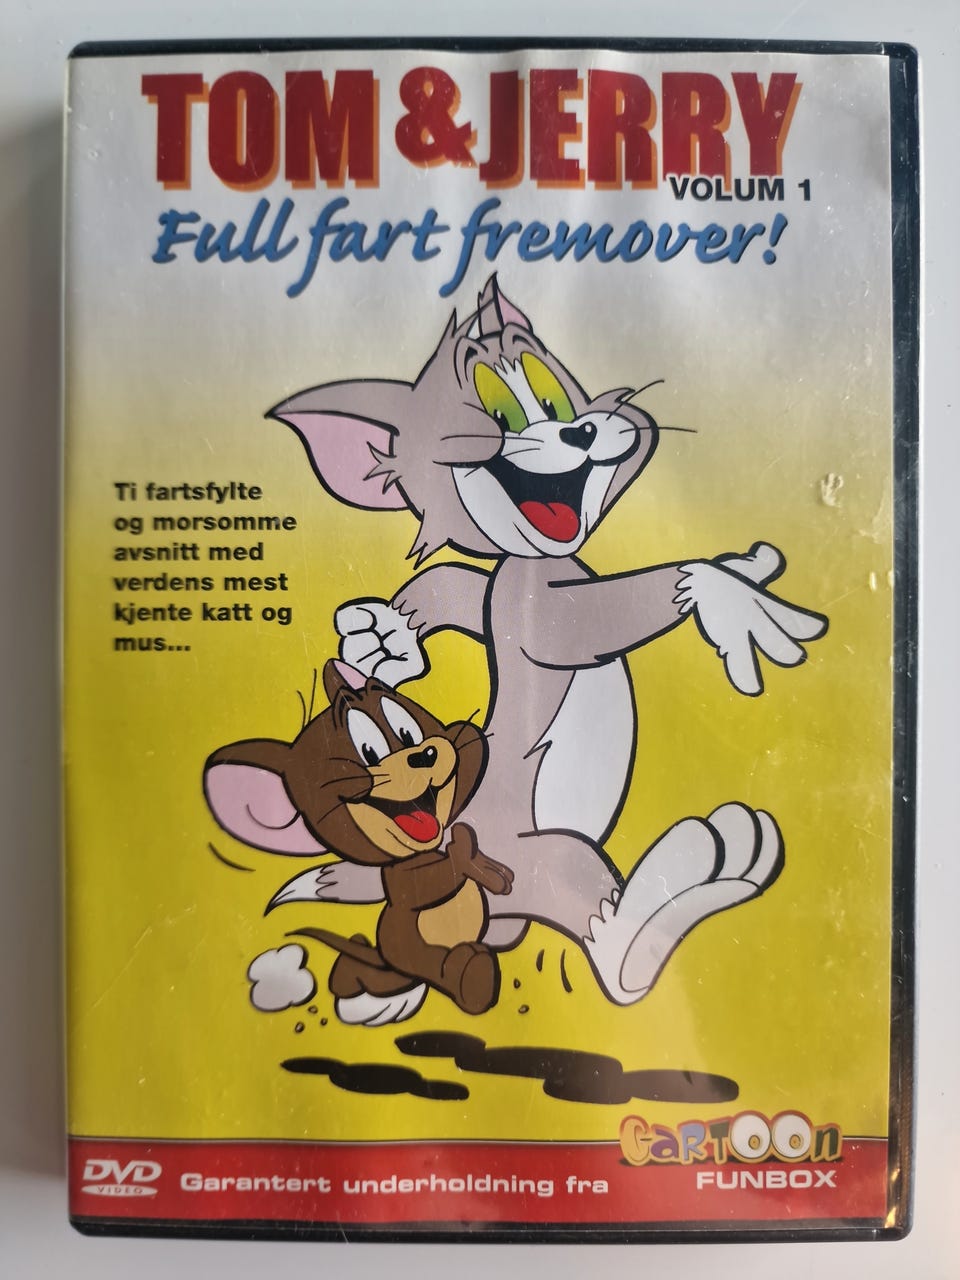 TOM & JERRY
VOLUM 1
Full fart fremover!
Ti fartsfylte
og morsomme
avsnitt med
verdens mest
kjente katt og
mus...
DVD
VIDEO
Garantert underholdning fra
CARTOOn
FUNBOX